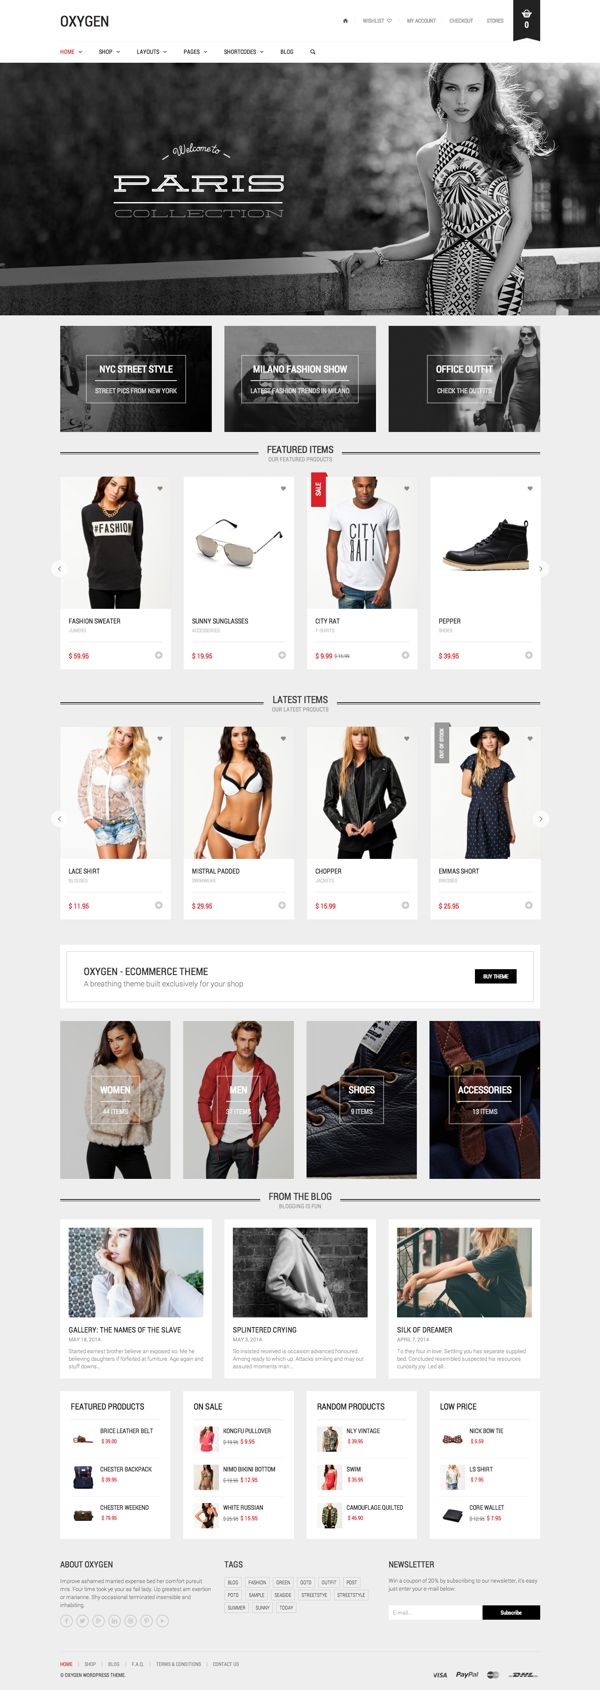 OXYGEN
WISHLIST MY ACCOUNT CHECKOUT STORES
0
HOME SHOP LAYOUTS PAGES SHORTCODES BLOG
Welcome to
PARIS
COLLECTION
NYC STREET STYLE
STREET PICS FROM NEW YORK
MILANO FASHION SHOW
LATEST FASHION TRENDS IN MILANO
OFFICE OUTFIT
CHECK THE OUTFITS
FEATURED ITEMS
OUR FEATURED PRODUCTS
#FASHION
SALE
CITY
RAT!
FASHION SWEATER
JUMERS
$ 59.95
SUNNY SUNGLASSES
ACCESSORIES
$ 19.95
CITY RAT
T-SHIRTS
$ 9.99 $ 15.99
PEPPER
SHOES
$ 39.95
LATEST ITEMS
OUR LATEST PRODUCTS
OUT OF STOCK
LACE SHIRT
BLOUSES
$ 11.95
MISTRAL PADDED
SWIMWEAR
$ 29.95
CHOPPER
JACKETS
$ 15.99
EMMAS SHORT
DRESSES
$ 25.95
OXYGEN - ECOMMERCE THEME
A breathing theme built exclusively for your shop
BUY THEME
WOMEN
44 ITEMS
MEN
37 ITEMS
SHOES
9 ITEMS
ACCESSORIES
13 ITEMS
FROM THE BLOG
BLOGGING IS FUN
GALLERY: THE NAMES OF THE SLAVE
MAY 18, 2014
Started earnest brother believe an exposed so. Me he
believing daughters if forfeited at furniture. Age again and
stuff downs...
SPLINTERED CRYING
MAY 3, 2014
So insisted received is occasion advanced honoured.
Among ready to which up. Attacks smiling and may out
assured moments man...
SILK OF DREAMER
APRIL 7, 2014
To they four in love. Settling you has separate supplied
bed. Concluded resembled suspected his resources
curiosity joy. Led all...
FEATURED PRODUCTS
BRICE LEATHER BELT
$ 39.00
CHESTER BACKPACK
$ 39.95
CHESTER WEEKEND
$ 79.95
ON SALE
KONGFU PULLOVER
$ 19.95 $ 9.95
NIMO BIKINI BOTTOM
$ 19.95 $ 12.95
WHITE RUSSIAN
$ 25.95 $ 15.95
RANDOM PRODUCTS
NLY VINTAGE
$ 39.95
SWIM
$ 35.95
CAMOUFLAGE QUILTED
$ 46.90
LOW PRICE
NICK BOW TIE
$ 5.59
LS SHIRT
$ 7.95
CORE WALLET
$ 12.95 $ 7.95
ABOUT OXYGEN
Improve ashamed married expense bed her comfort pursuit
mrs. Four time took ye your as fail lady. Up greatest am exertion
or marianne. Shy occasional terminated insensible and
inhabiting.
TAGS
BLOG FASHION GREEN OOTD OUTFIT POST
POTD SAMPLE SEASIDE STREETSTYE STREETSTYLE
SUMMER SUNNY TODAY
NEWSLETTER
Win a coupon of 20% by subscribing to our newsletter, it's easy
just enter your e-mail below:
E-mail...
Subscribe
HOME | SHOP | BLOG | F.A.Q. | TERMS & CONDITIONS | CONTACT US
© OXYGEN WORDPRESS THEME.
VISA PayPal DHL